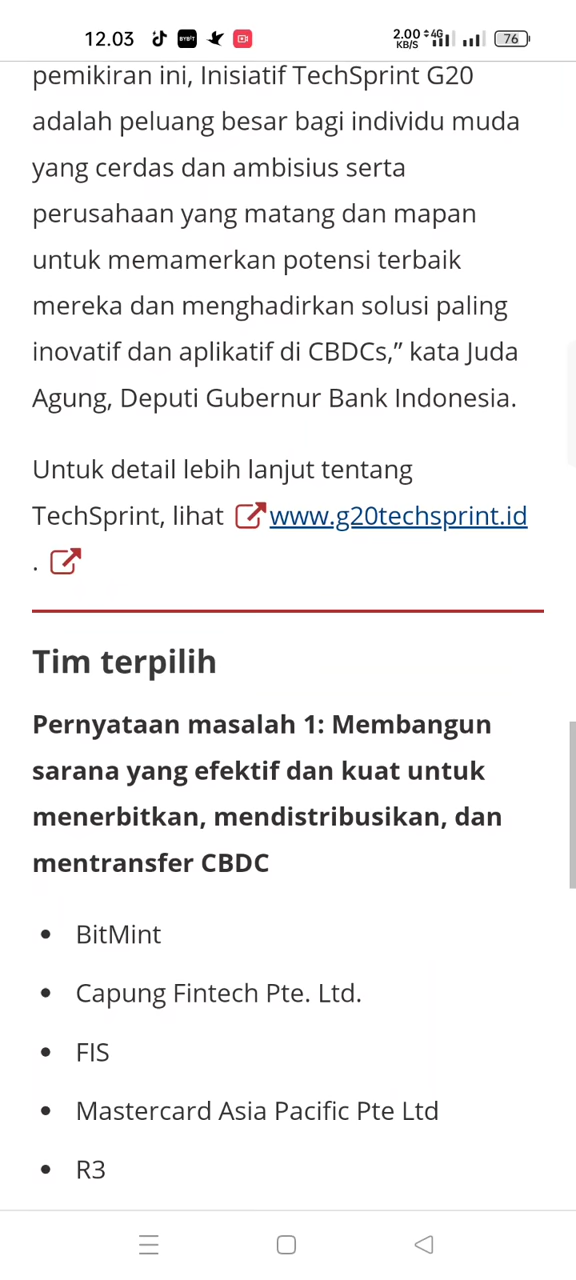 12.03 BYBIT 2.00 KB/S 4G 76
pemikiran ini, Inisiatif TechSprint G20
adalah peluang besar bagi individu muda
yang cerdas dan ambisius serta
perusahaan yang matang dan mapan
untuk memamerkan potensi terbaik
mereka dan menghadirkan solusi paling
inovatif dan aplikatif di CBDCs,” kata Juda
Agung, Deputi Gubernur Bank Indonesia.
Untuk detail lebih lanjut tentang
TechSprint, lihat www.g20techsprint.id
.
Tim terpilih
Pernyataan masalah 1: Membangun
sarana yang efektif dan kuat untuk
menerbitkan, mendistribusikan, dan
mentransfer CBDC
• BitMint
• Capung Fintech Pte. Ltd.
• FIS
• Mastercard Asia Pacific Pte Ltd
• R3